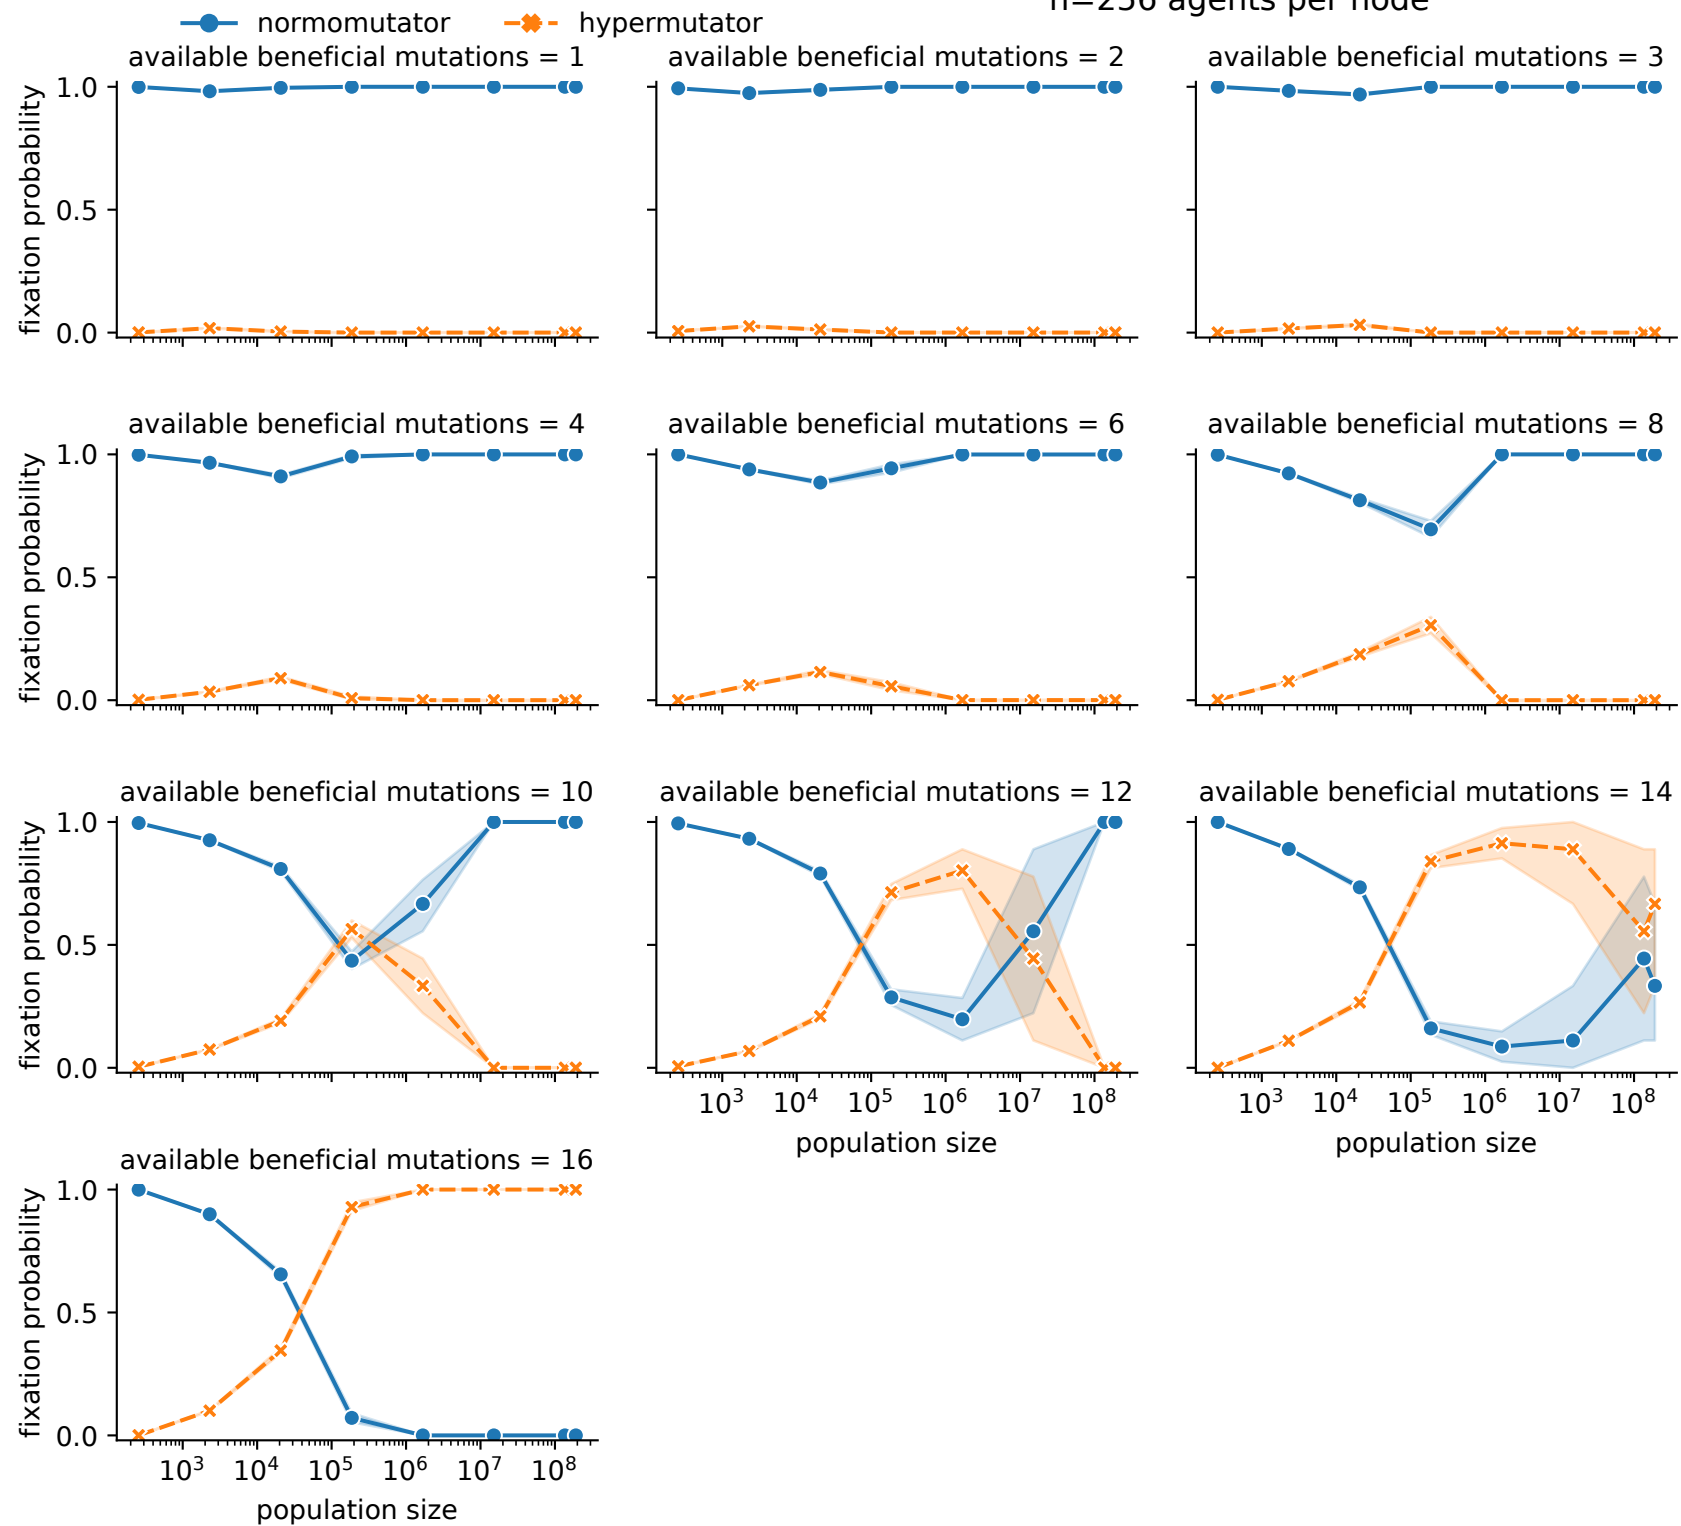 n=256 agents per node
normomutator hypermutator
available beneficial mutations = 1
available beneficial mutations = 2
available beneficial mutations = 3
fixation probability
1.0
0.5
0.0
available beneficial mutations = 4
available beneficial mutations = 6
available beneficial mutations = 8
fixation probability
1.0
0.5
0.0
available beneficial mutations = 10
available beneficial mutations = 12
available beneficial mutations = 14
fixation probability
1.0
0.5
0.0
10³ 10⁴ 10⁵ 10⁶ 10⁷ 10⁸
population size
10³ 10⁴ 10⁵ 10⁶ 10⁷ 10⁸
population size
available beneficial mutations = 16
fixation probability
1.0
0.5
0.0
10³ 10⁴ 10⁵ 10⁶ 10⁷ 10⁸
population size